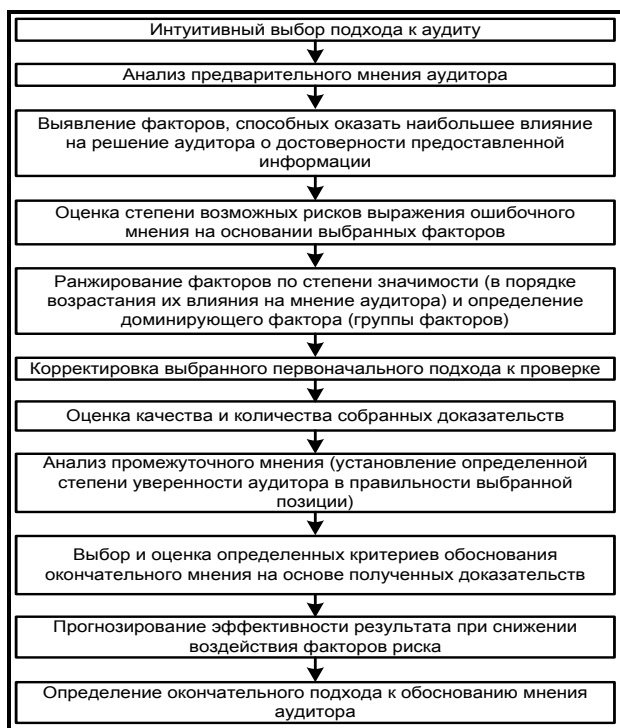 Интуитивный выбор подхода к аудиту
Анализ предварительного мнения аудитора
Выявление факторов, способных оказать наибольшее влияние
на решение аудитора о достоверности предоставленной
информации
Оценка степени возможных рисков выражения ошибочного
мнения на основании выбранных факторов
Ранжирование факторов по степени значимости (в порядке
возрастания их влияния на мнение аудитора) и определение
доминирующего фактора (группы факторов)
Корректировка выбранного первоначального подхода к проверке
Оценка качества и количества собранных доказательств
Анализ промежуточного мнения (установление определенной
степени уверенности аудитора в правильности выбранной
позиции)
Выбор и оценка определенных критериев обоснования
окончательного мнения на основе полученных доказательств
Прогнозирование эффективности результата при снижении
воздействия факторов риска
Определение окончательного подхода к обоснованию мнения
аудитора